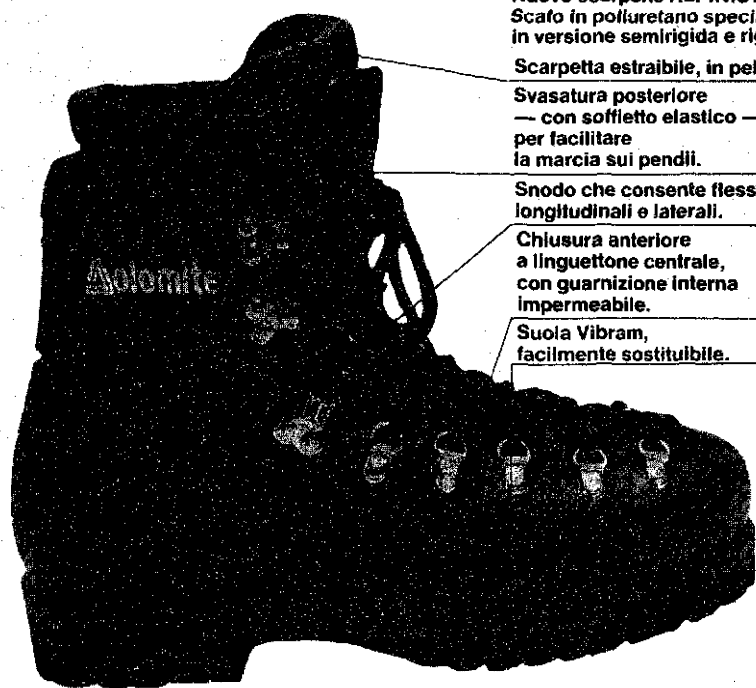 Nuovo scarpone
Scafo in poliuretano speci
in versione semirigida e rig
Scarpetta estraibile, in pel
Svasatura posteriore
— con soffietto elastico —
per facilitare
la marcia sui pendii.
Snodo che consente fless
longitudinali e laterali.
Chiusura anteriore
a linguettone centrale,
con guarnizione interna
impermeabile.
Suola Vibram,
facilmente sostituibile.
Dolomite